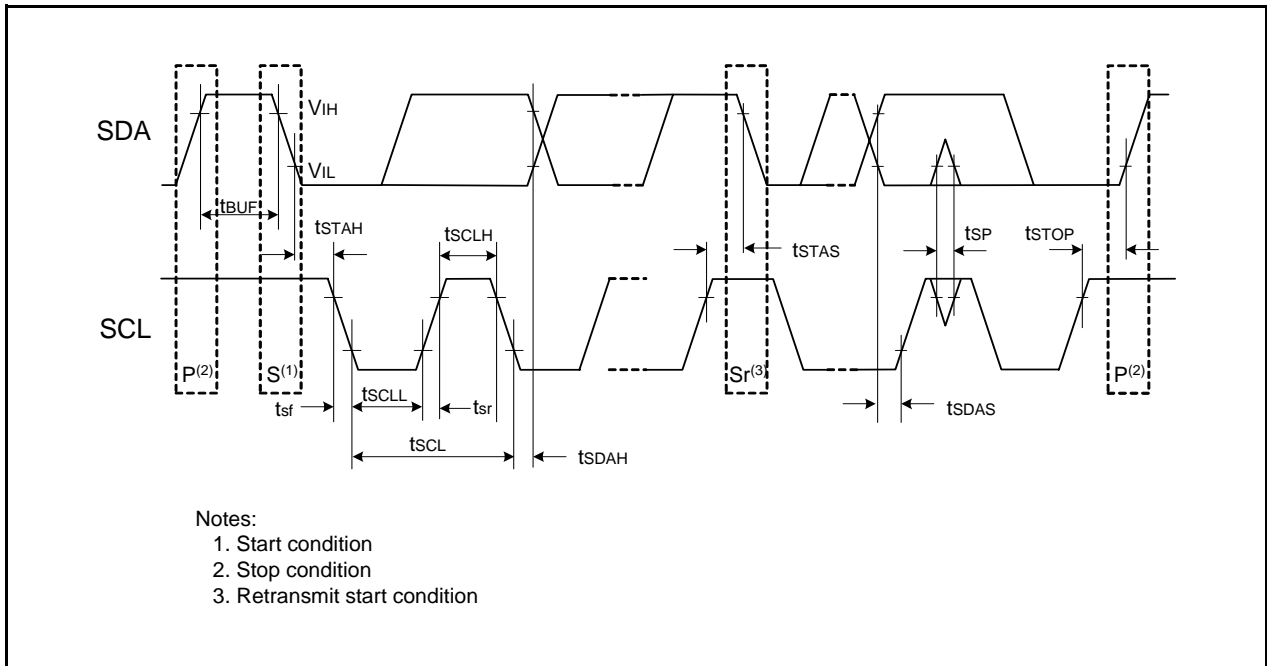 SDA
VIH
VIL
tBUF
tSTAH
tSCLH
tSTAS
tSP
tSTOP
SCL
P(2)
S(1)
Sr(3)
P(2)
tsf
tSCLL
tsr
tSDAS
tSCL
tSDAH
Notes:
1. Start condition
2. Stop condition
3. Retransmit start condition